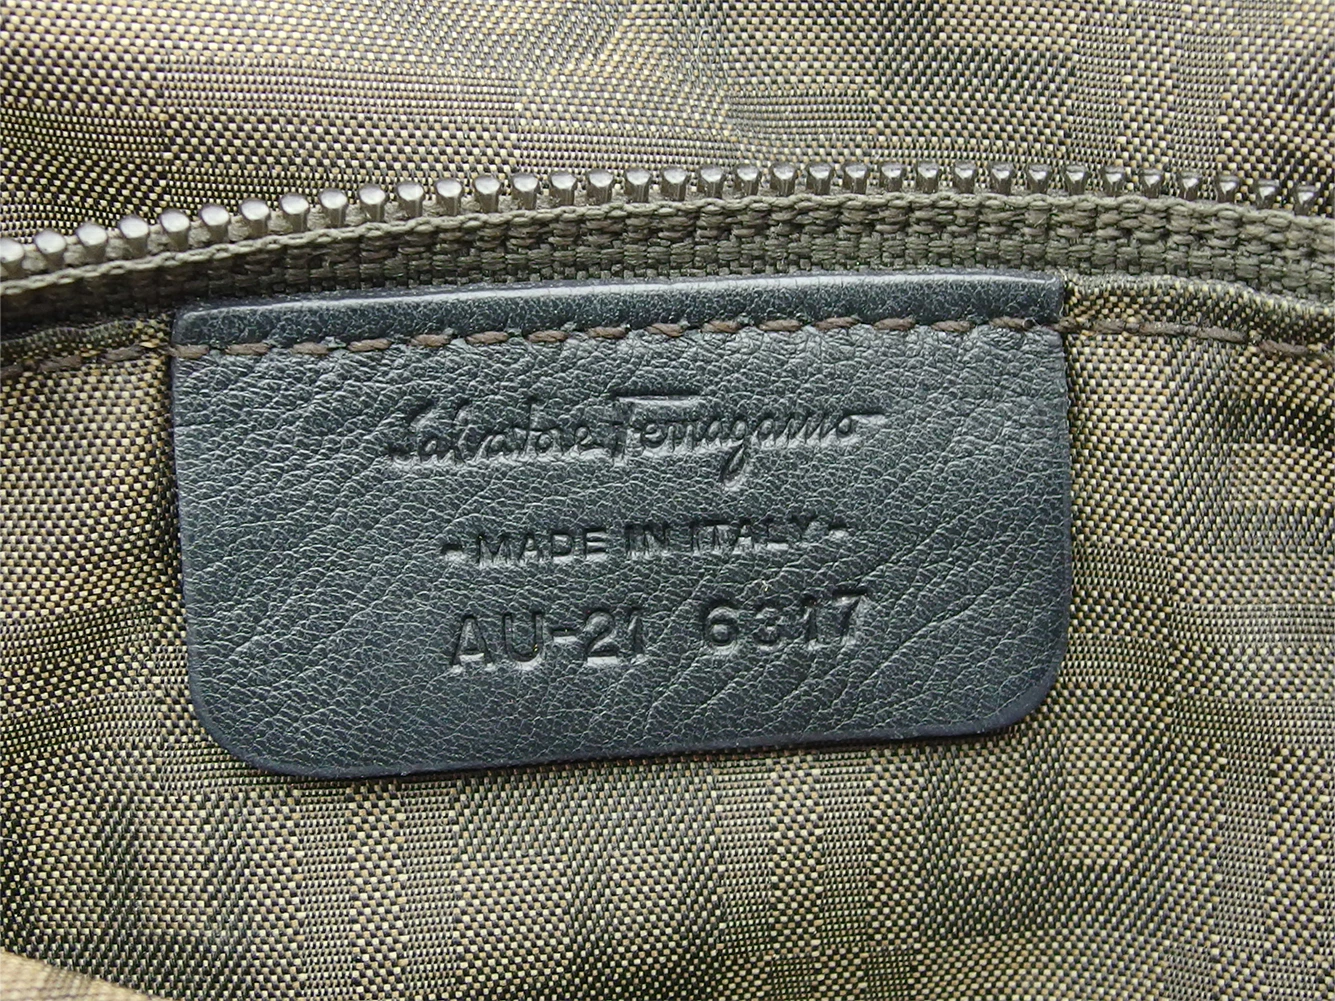 Salvatore Ferragamo
-MADE IN ITALY-
AU-21 6317